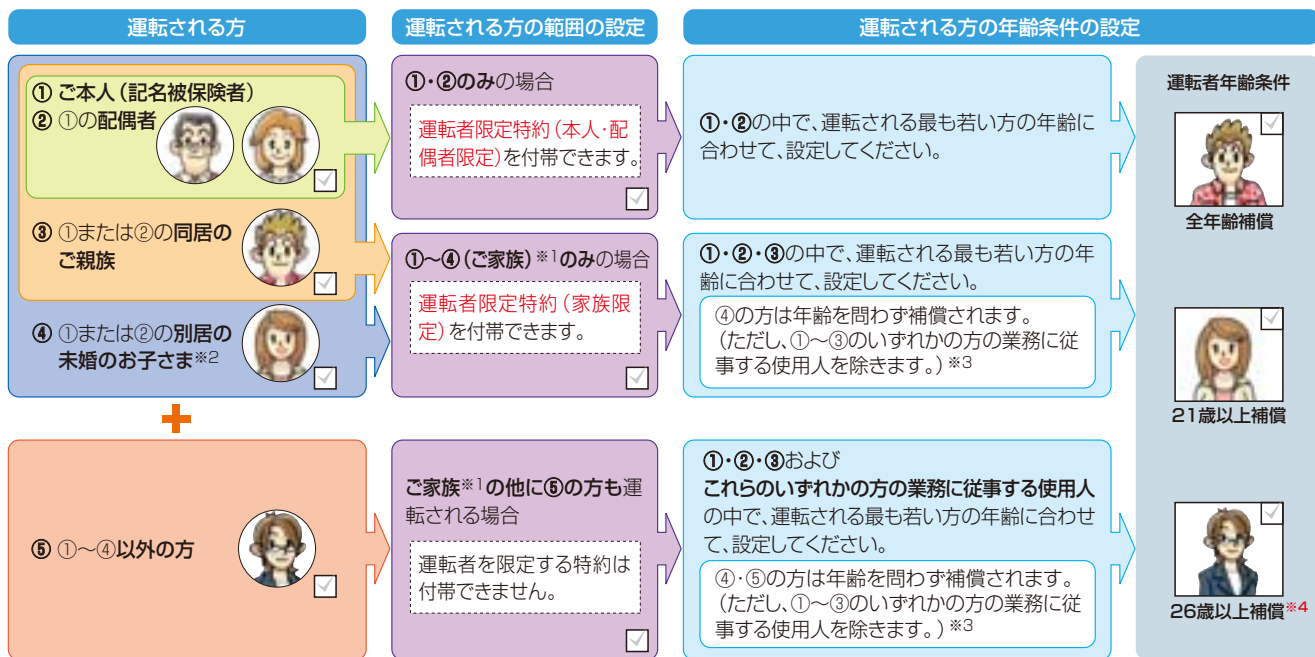 運転される方
運転される方の範囲の設定
運転される方の年齢条件の設定
① ご本人(記名被保険者)
② ①の配偶者
③ ①または②の同居の
ご親族
④ ①または②の別居の
未婚のお子さま※2
⑤ ①～④以外の方
①・②のみの場合
運転者限定特約(本人・配
偶者限定)を付帯できます。
①～④(ご家族)※1のみの場合
運転者限定特約(家族限
定)を付帯できます。
ご家族※1の他に⑤の方も運
転される場合
運転者を限定する特約は
付帯できません。
①・②の中で、運転される最も若い方の年齢に
合わせて、設定してください。
①・②・③の中で、運転される最も若い方の年
齢に合わせて、設定してください。
④の方は年齢を問わず補償されます。
(ただし、①～③のいずれかの方の業務に従
事する使用人を除きます。)※3
①・②・③および
これらのいずれかの方の業務に従事する使用人
の中で、運転される最も若い方の年齢に合わせ
て、設定してください。
④・⑤の方は年齢を問わず補償されます。
(ただし、①～③のいずれかの方の業務に従
事する使用人を除きます。)※3
運転者年齢条件
全年齢補償
21歳以上補償
26歳以上補償※4